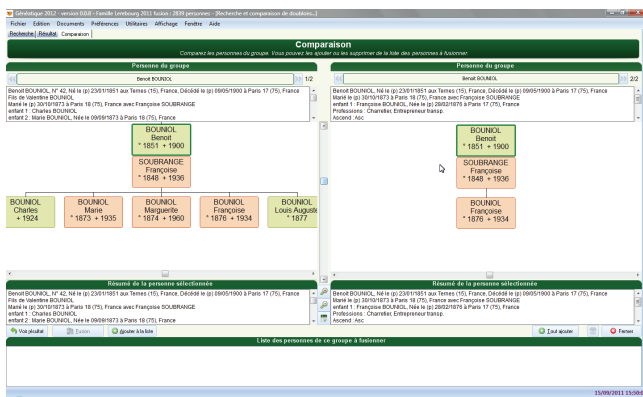 Généatique 2012 - version 0.0.8 - Famille Lerebourg 2011 fusion : 2839 personnes - [Recherche et comparaison de doublons...]
Fichier Edition Documents Préférences Utilitaires Affichage Fenêtre Aide
Recherche Résultat Comparaison
Comparaison
Comparez les personnes du groupe. Vous pouvez les ajouter ou les supprimer de la liste des personnes à fusionner.
Personne du groupe
Benoit BOUNIOL 1/2
Benoit BOUNIOL, N° 42, Né le (p) 23/01/1851 aux Ternes (15), France, Décédé le (p) 09/05/1900 à Paris 17 (75), France
Fils de Valentine BOUNIOL
Marié le (p) 30/10/1873 à Paris 18 (75), France avec Françoise SOUBRANGE
enfant 1 : Charles BOUNIOL
enfant 2 : Marie BOUNIOL, Née le 09/09/1873 à Paris 18 (75), France
BOUNIOL
Benoit
° 1851 + 1900
SOUBRANGE
Françoise
° 1848 + 1936
BOUNIOL
Charles
+ 1924
BOUNIOL
Marie
° 1873 + 1935
BOUNIOL
Marguerite
° 1874 + 1960
BOUNIOL
Françoise
° 1876 + 1934
BOUNIOL
Louis Auguste
° 1877
Résumé de la personne sélectionnée
Benoit BOUNIOL, N° 42, Né le (p) 23/01/1851 aux Ternes (15), France, Décédé le (p) 09/05/1900 à Paris 17 (75), France
Fils de Valentine BOUNIOL
Marié le (p) 30/10/1873 à Paris 18 (75), France avec Françoise SOUBRANGE
enfant 1 : Charles BOUNIOL
enfant 2 : Marie BOUNIOL, Née le 09/09/1873 à Paris 18 (75), France
Personne du groupe
Benoit BOUNIOL 2/2
Benoit BOUNIOL, Né le (p) 23/01/1851 aux Ternes (15), France, Décédé le (p) 09/05/1900 à Paris 17 (75), France
Marié le (p) 30/10/1873 à Paris 18 (75), France avec Françoise SOUBRANGE
enfant 1 : Françoise BOUNIOL, Née le (p) 28/02/1876 à Paris 17 (75), France
Professions : Charretier, Entrepreneur transp.
Ascend : Asc
BOUNIOL
Benoit
° 1851 + 1900
SOUBRANGE
Françoise
° 1848 + 1936
BOUNIOL
Françoise
° 1876 + 1934
Résumé de la personne sélectionnée
Benoit BOUNIOL, Né le (p) 23/01/1851 aux Ternes (15), France, Décédé le (p) 09/05/1900 à Paris 17 (75), France
Marié le (p) 30/10/1873 à Paris 18 (75), France avec Françoise SOUBRANGE
enfant 1 : Françoise BOUNIOL, Née le (p) 28/02/1876 à Paris 17 (75), France
Professions : Charretier, Entrepreneur transp.
Ascend : Asc
Voir résultat Fusion Ajouter à la liste Tout ajouter Fermer
Liste des personnes de ce groupe à fusionner
15/09/2011 15:50: